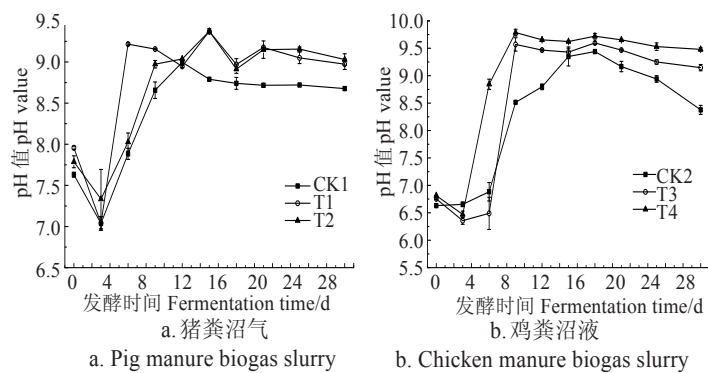 9.5
9.0
8.5
8.0
7.5
7.0
6.5
pH 值 pH value
CK1
T1
T2
0 4 8 12 16 20 24 28
发酵时间 Fermentation time/d
a. 猪粪沼气
a. Pig manure biogas slurry
10.0
9.5
9.0
8.5
8.0
7.5
7.0
6.5
6.0
5.5
pH 值 pH value
CK2
T3
T4
0 4 8 12 16 20 24 28
发酵时间 Fermentation time/d
b. 鸡粪沼液
b. Chicken manure biogas slurry